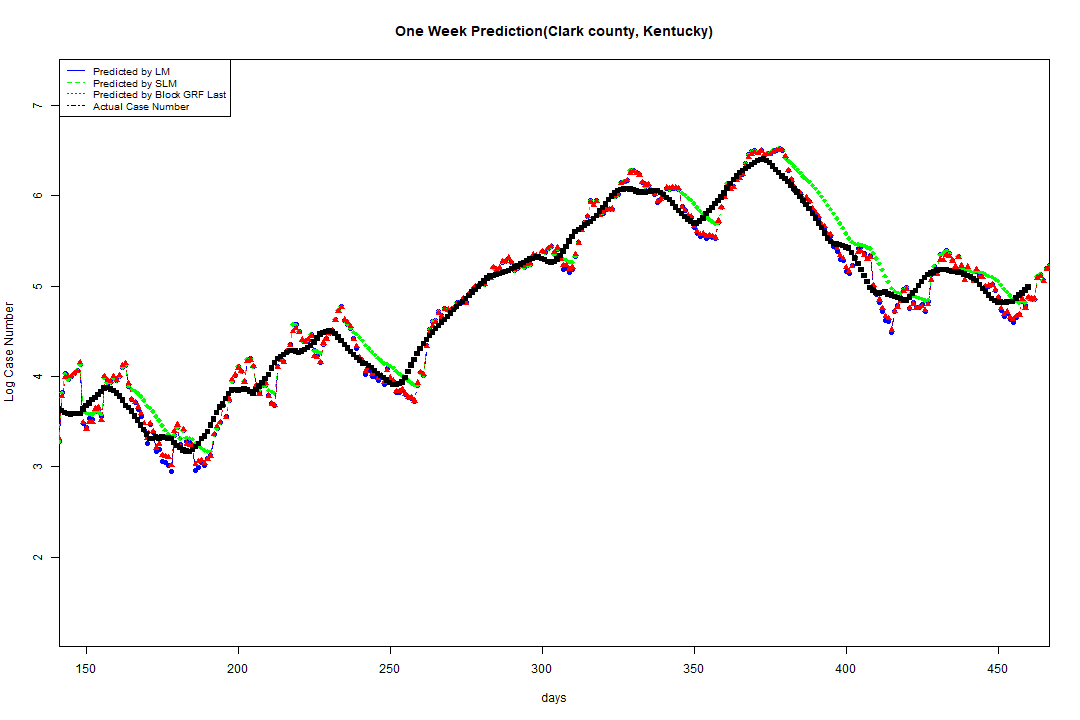 One Week Prediction(Clark county, Kentucky)
Predicted by LM
Predicted by SLM
Predicted by Block GRF Last
Actual Case Number
7
6
5
4
3
2
Log Case Number
150 200 250 300 350 400 450
days